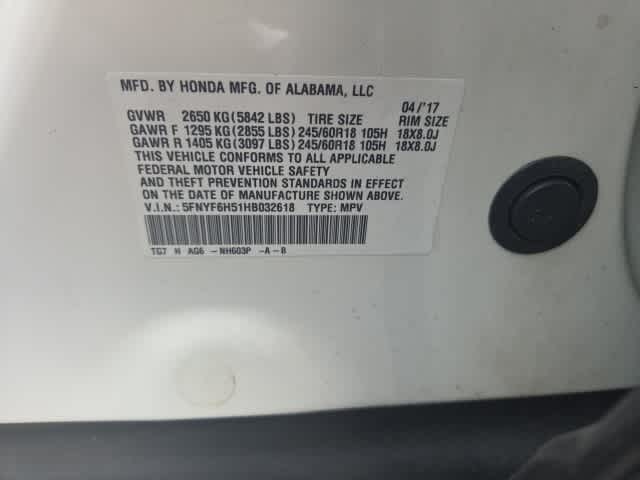 MFD. BY HONDA MFG. OF ALABAMA, LLC
04/'17
GVWR 2650 KG(5842 LBS) TIRE SIZE RIM SIZE
GAWR F 1295 KG(2855 LBS) 245/60R18 105H 18X8.0J
GAWR R 1405 KG(3097 LBS) 245/60R18 105H 18X8.0J
THIS VEHICLE CONFORMS TO ALL APPLICABLE
FEDERAL MOTOR VEHICLE SAFETY
AND THEFT PREVENTION STANDARDS IN EFFECT
ON THE DATE OF MANUFACTURE SHOWN ABOVE.
V.I.N.: 5FNYF6H51HB032618 TYPE: MPV
TG7 H AG6 -NH603P -A-B